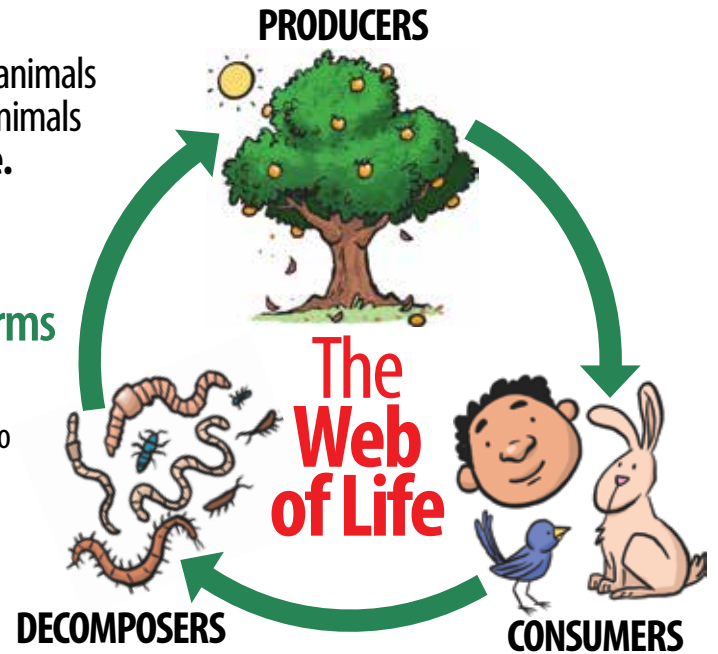 PRODUCERS
animals
nimals
e.
rms
o
The
Web
of Life
DECOMPOSERS
CONSUMERS